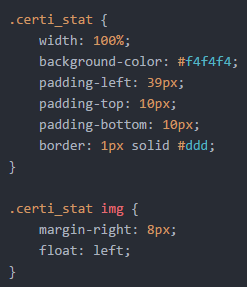 .certi_stat {
    width: 100%;
    background-color: #f4f4f4;
    padding-left: 39px;
    padding-top: 10px;
    padding-bottom: 10px;
    border: 1px solid #ddd;
}

.certi_stat img {
    margin-right: 8px;
    float: left;
}